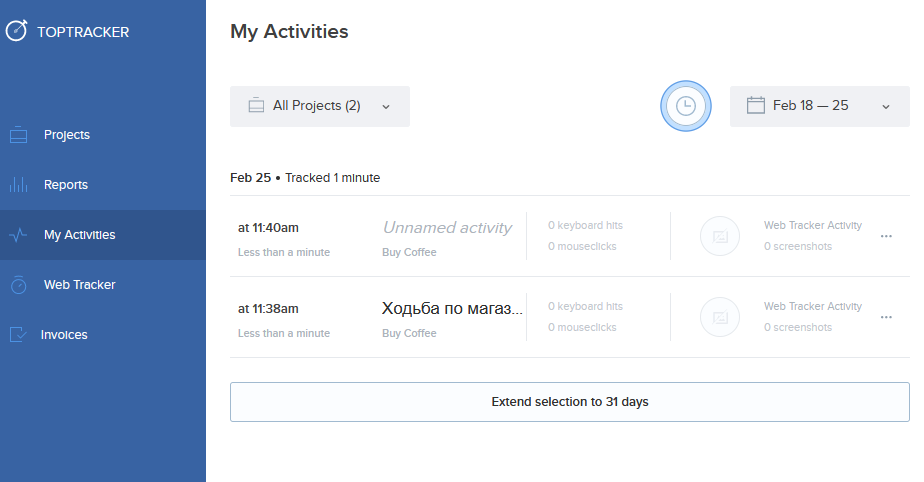 TOPTRACKER
Projects
Reports
My Activities
Web Tracker
Invoices
My Activities
All Projects (2)
Feb 18 — 25
Feb 25 • Tracked 1 minute
at 11:40am
Less than a minute
Unnamed activity
Buy Coffee
0 keyboard hits
0 mouseclicks
Web Tracker Activity
0 screenshots
at 11:38am
Less than a minute
Ходьба по магаз...
Buy Coffee
0 keyboard hits
0 mouseclicks
Web Tracker Activity
0 screenshots
Extend selection to 31 days